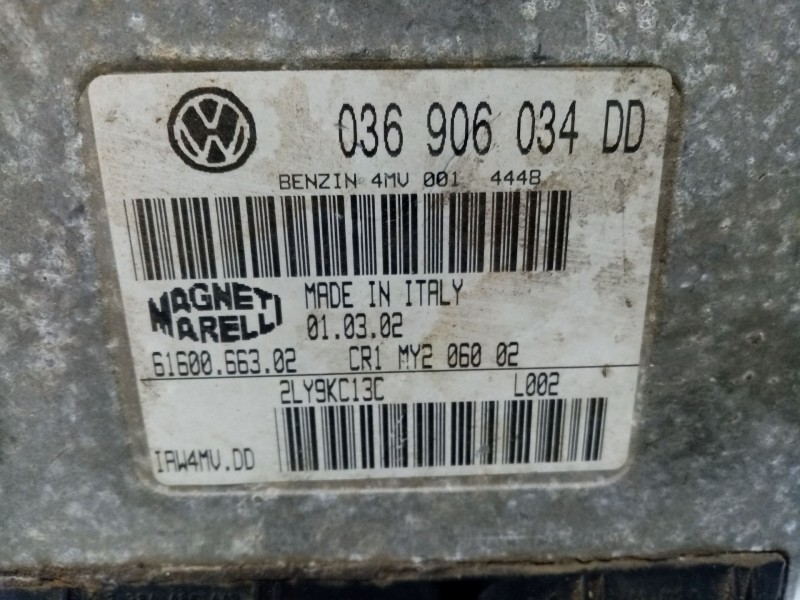 036 906 034 DD
BENZIN 4MV 001 4448
MAGNETI MARELLI
MADE IN ITALY
01.03.02
61600.663.02 CR1 MY2 060 02
2LY9KC13C L002
IAW4MV.DD